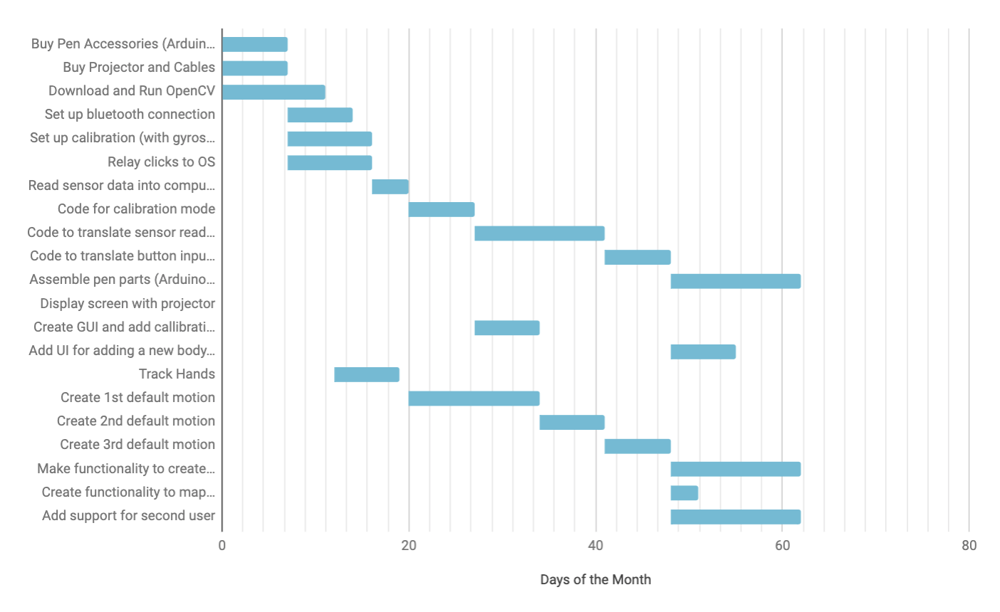 Buy Pen Accessories (Arduin...
Buy Projector and Cables
Download and Run OpenCV
Set up bluetooth connection
Set up calibration (with gyros...
Relay clicks to OS
Read sensor data into compu...
Code for calibration mode
Code to translate sensor read...
Code to translate button inpu...
Assemble pen parts (Arduino...
Display screen with projector
Create GUI and add callibrati...
Add UI for adding a new body...
Track Hands
Create 1st default motion
Create 2nd default motion
Create 3rd default motion
Make functionality to create...
Create functionality to map...
Add support for second user
0 20 40 60 80
Days of the Month